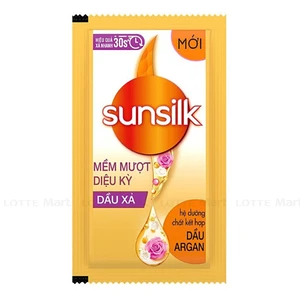 HIỆU QUẢ
XẢ NHANH 30s
MỚI
sunsilk
MỀM MƯỢT
DIỆU KỲ
DẦU XẢ
hệ dưỡng
chất kết hợp
DẦU
ARGAN
LOTTE Mart